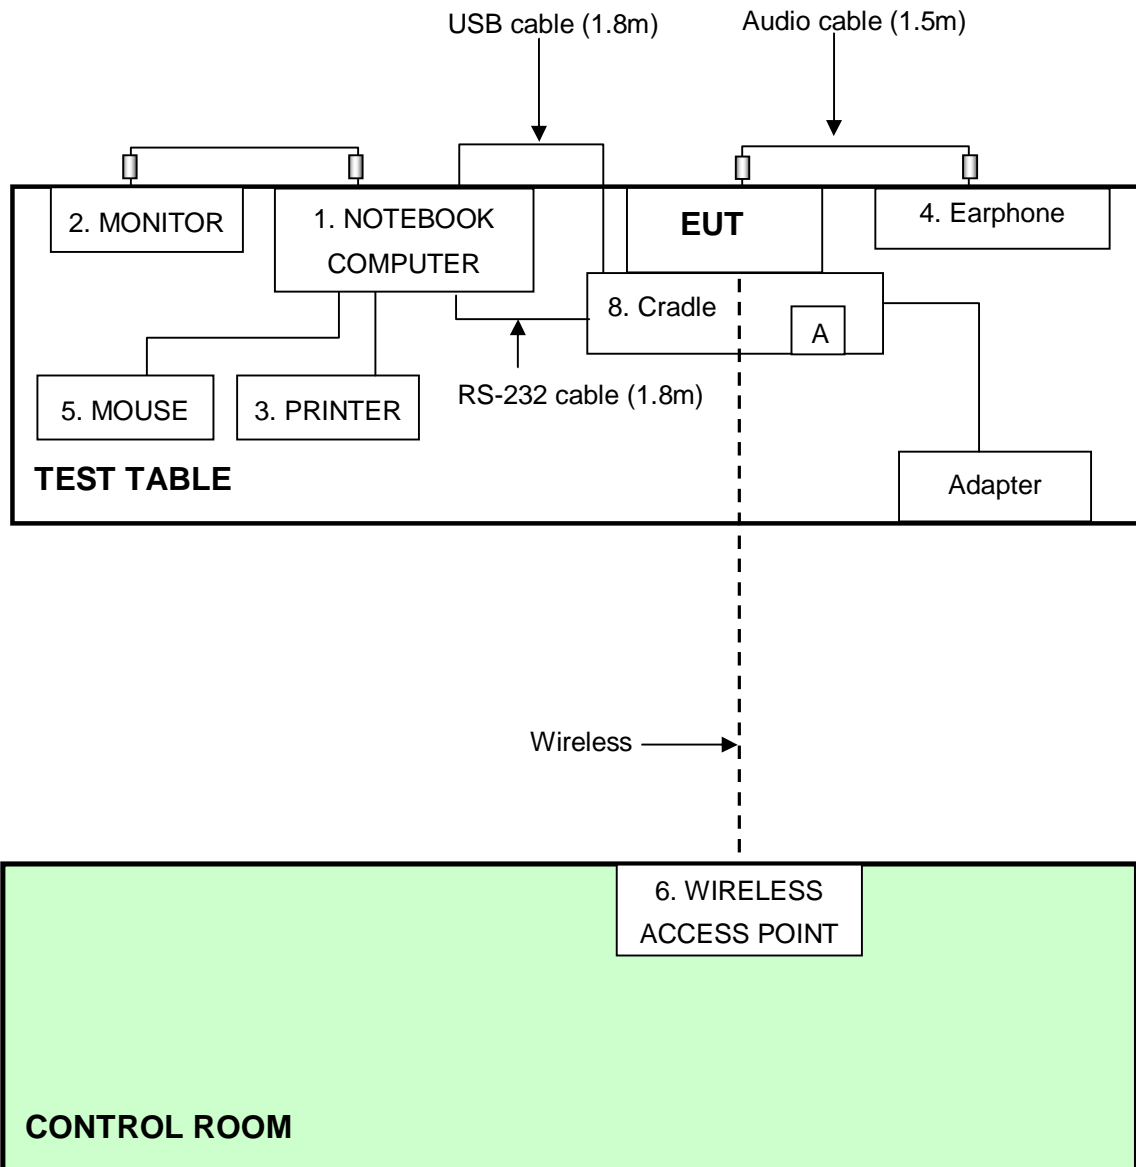 USB cable (1.8m)
Audio cable (1.5m)
2. MONITOR
1. NOTEBOOK
COMPUTER
EUT
4. Earphone
8. Cradle
A
RS-232 cable (1.8m)
5. MOUSE
3. PRINTER
TEST TABLE
Adapter
Wireless
6. WIRELESS
ACCESS POINT
CONTROL ROOM